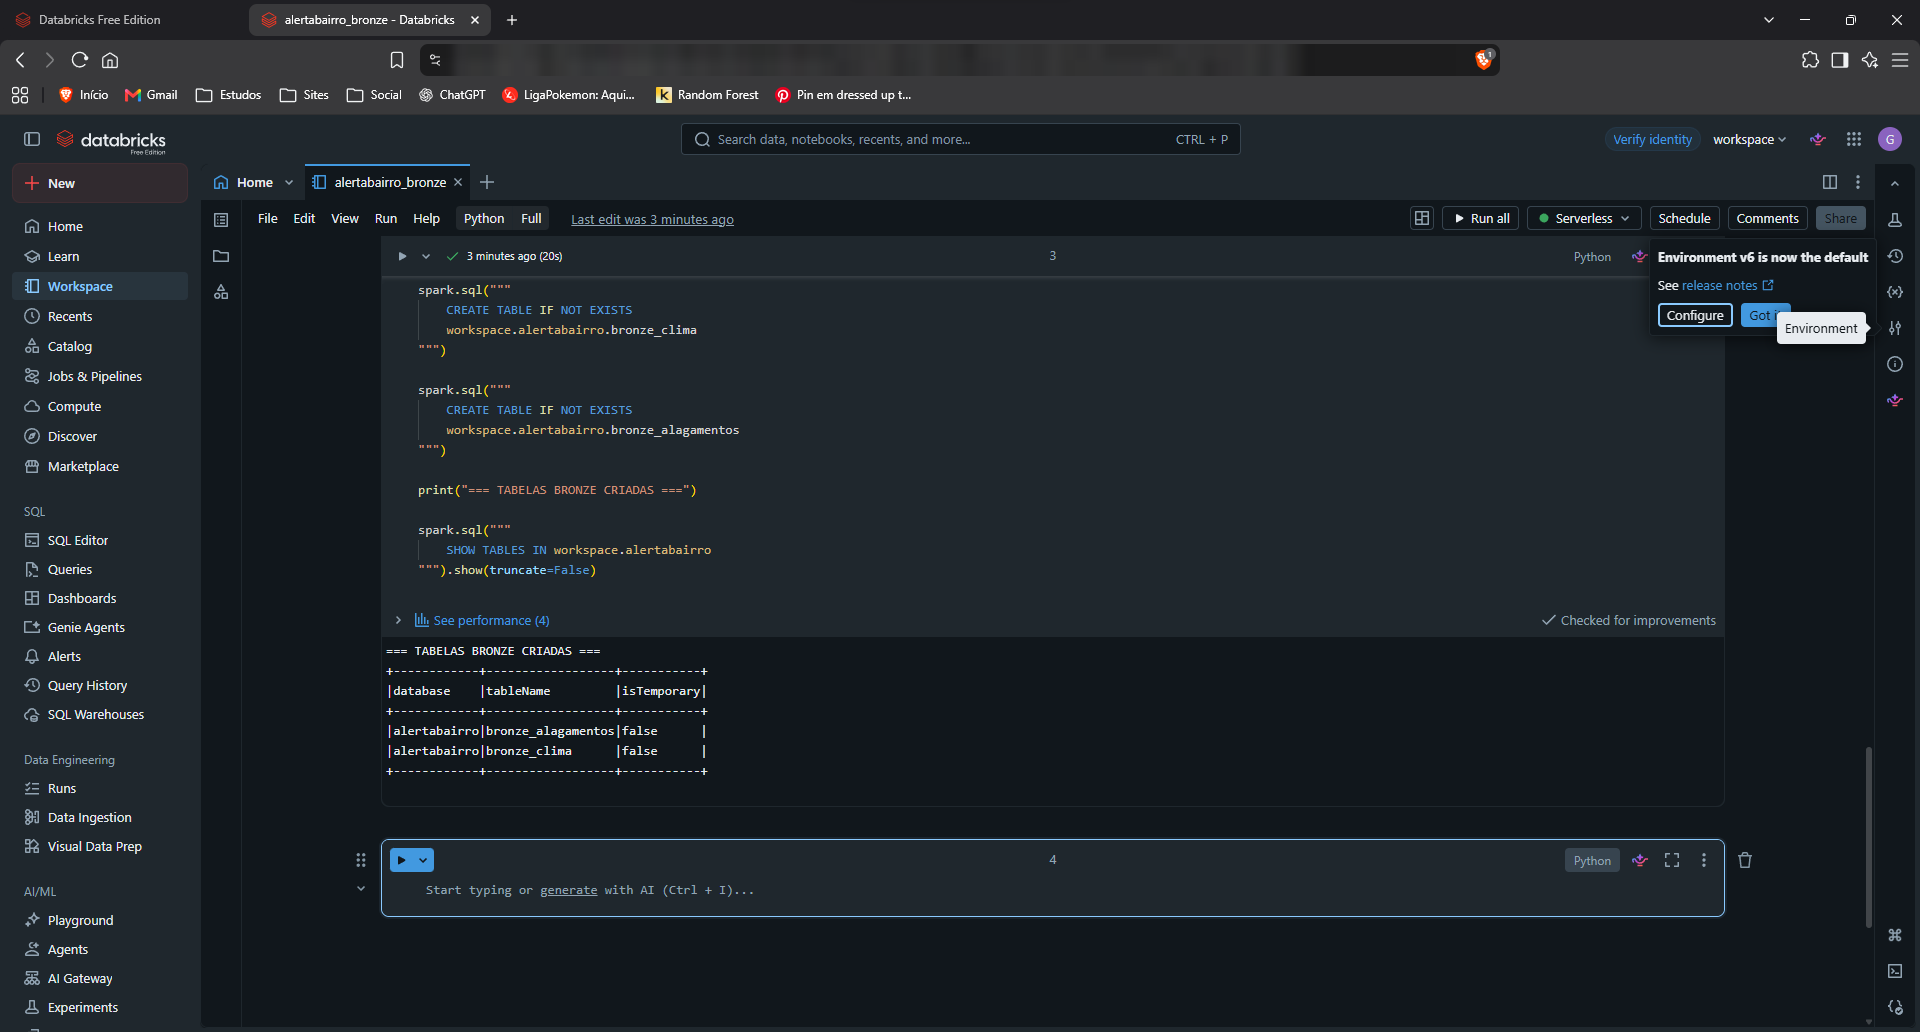 Databricks Free Edition
alertabairro_bronze - Databricks
1
Início
Gmail
Estudos
Sites
Social
ChatGPT
LigaPokemon: Aqui...
Random Forest
Pin em dressed up t...
databricks
Free Edition
Search data, notebooks, recents, and more...
CTRL + P
Verify identity
workspace
G
New
Home
alertabairro_bronze
File
Edit
View
Run
Help
Python
Full
Last edit was 3 minutes ago
Run all
Serverless
Schedule
Comments
Share
Home
Learn
Workspace
Recents
Catalog
Jobs & Pipelines
Compute
Discover
Marketplace
SQL
SQL Editor
Queries
Dashboards
Genie Agents
Alerts
Query History
SQL Warehouses
Data Engineering
Runs
Data Ingestion
Visual Data Prep
AI/ML
Playground
Agents
AI Gateway
Experiments
3 minutes ago (20s)
3
Python
Environment v6 is now the default
See release notes
Configure
Got i
Environment
spark.sql("""
CREATE TABLE IF NOT EXISTS
workspace.alertabairro.bronze_clima
""")
spark.sql("""
CREATE TABLE IF NOT EXISTS
workspace.alertabairro.bronze_alagamentos
""")
print("=== TABELAS BRONZE CRIADAS ===")
spark.sql("""
SHOW TABLES IN workspace.alertabairro
""").show(truncate=False)
See performance (4)
Checked for improvements
=== TABELAS BRONZE CRIADAS ===
+------------+------------------+-----------+
|database    |tableName         |isTemporary|
+------------+------------------+-----------+
|alertabairro|bronze_alagamentos|false      |
|alertabairro|bronze_clima      |false      |
+------------+------------------+-----------+
4
Python
Start typing or generate with AI (Ctrl + I)...